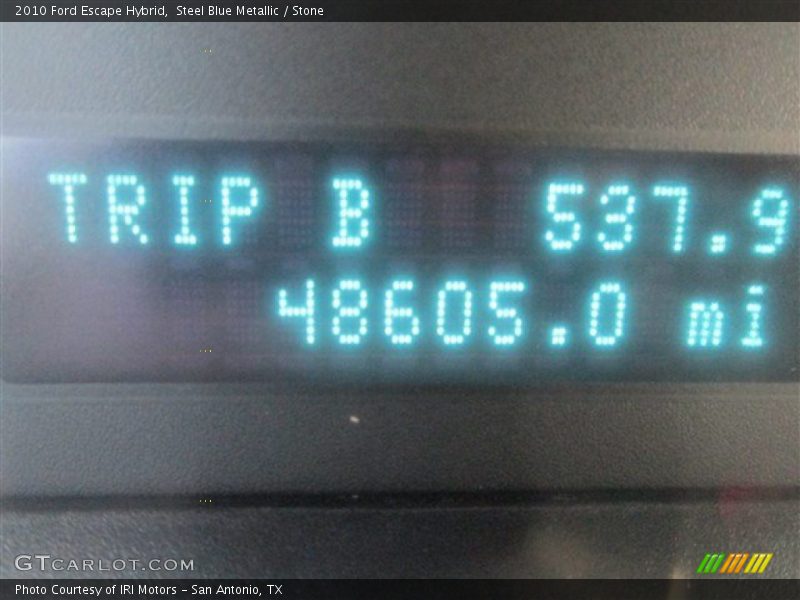 2010 Ford Escape Hybrid, Steel Blue Metallic / Stone
TRIP B 537.9
48605.0 mi
GTCARLOT.COM
Photo Courtesy of IRI Motors - San Antonio, TX